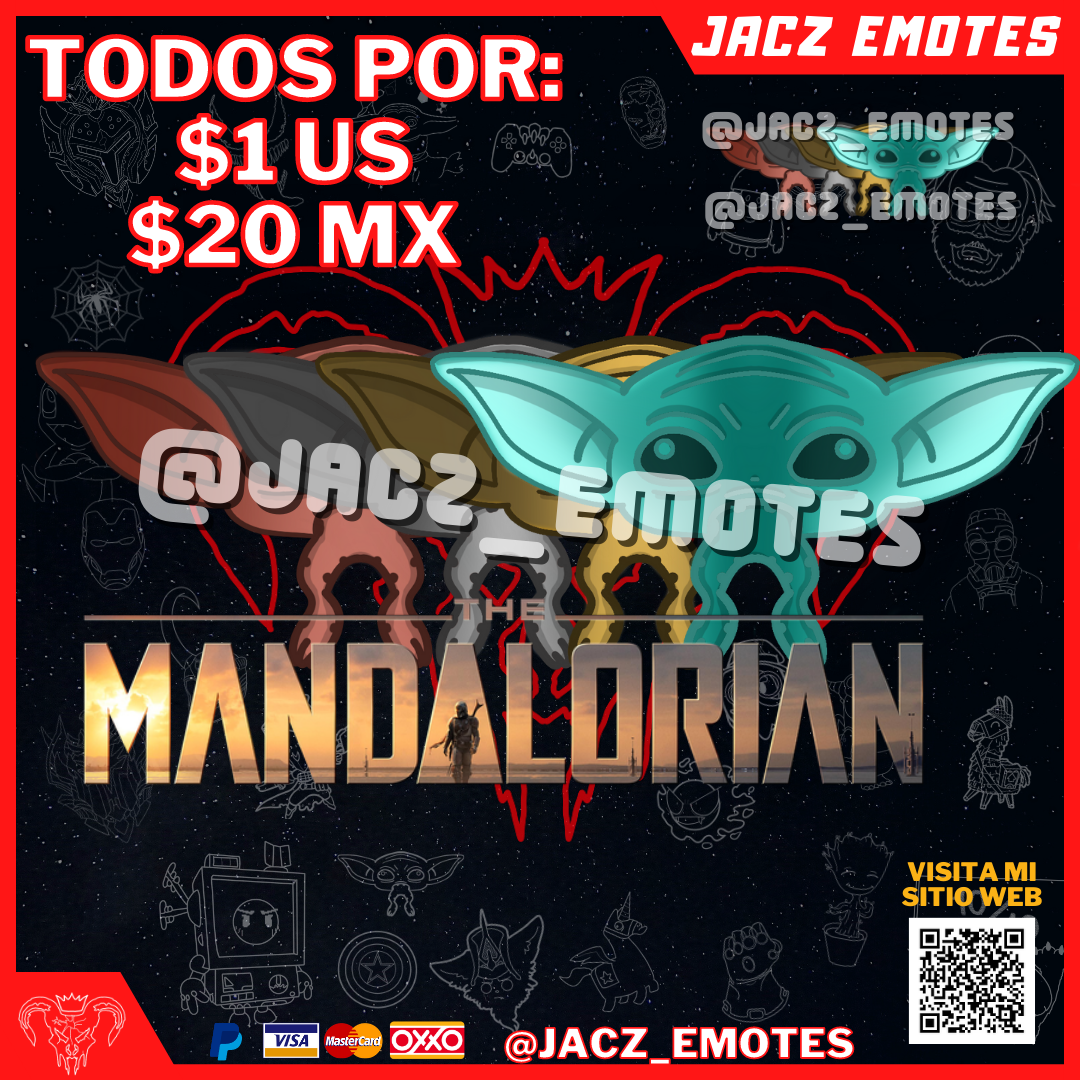 JACZ EMOTES
TODOS POR:
$1 US
$20 MX
@JACZ_EMOTES
@JACZ_EMOTES
@JACZ_EMOTES
THE
MANDALORIAN
VISITA MI
SITIO WEB
VISA
MasterCard
OXXO
@JACZ_EMOTES